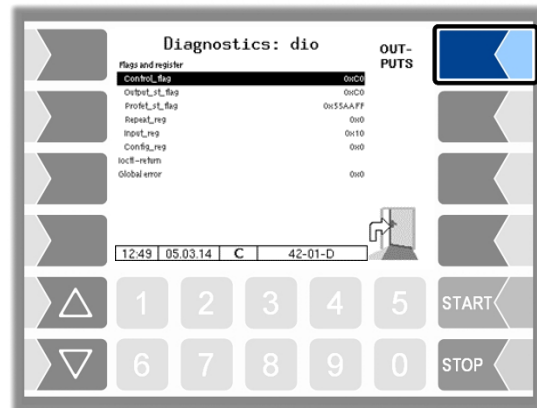 Diagnostics: dio
OUT-
PUTS
Flags and register
Control_flag 0xC0
Output_st_flag 0xC0
Profet_st_flag 0x55AAFF
Repeat_reg 0x0
Input_reg 0x10
Config_reg 0x0
ioctl-return
Global error 0x0
12:49 05.03.14 C 42-01-D
1 2 3 4 5 START
6 7 8 9 0 STOP